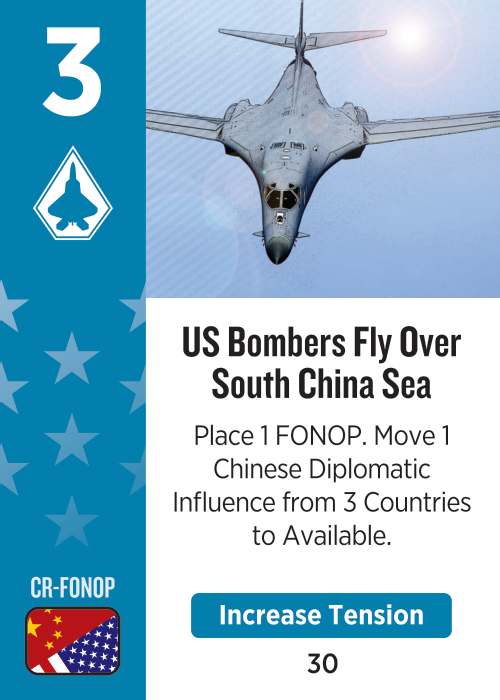 3
US Bombers Fly Over
South China Sea
Place 1 FONOP. Move 1
Chinese Diplomatic
Influence from 3 Countries
to Available.
CR-FONOP
Increase Tension
30